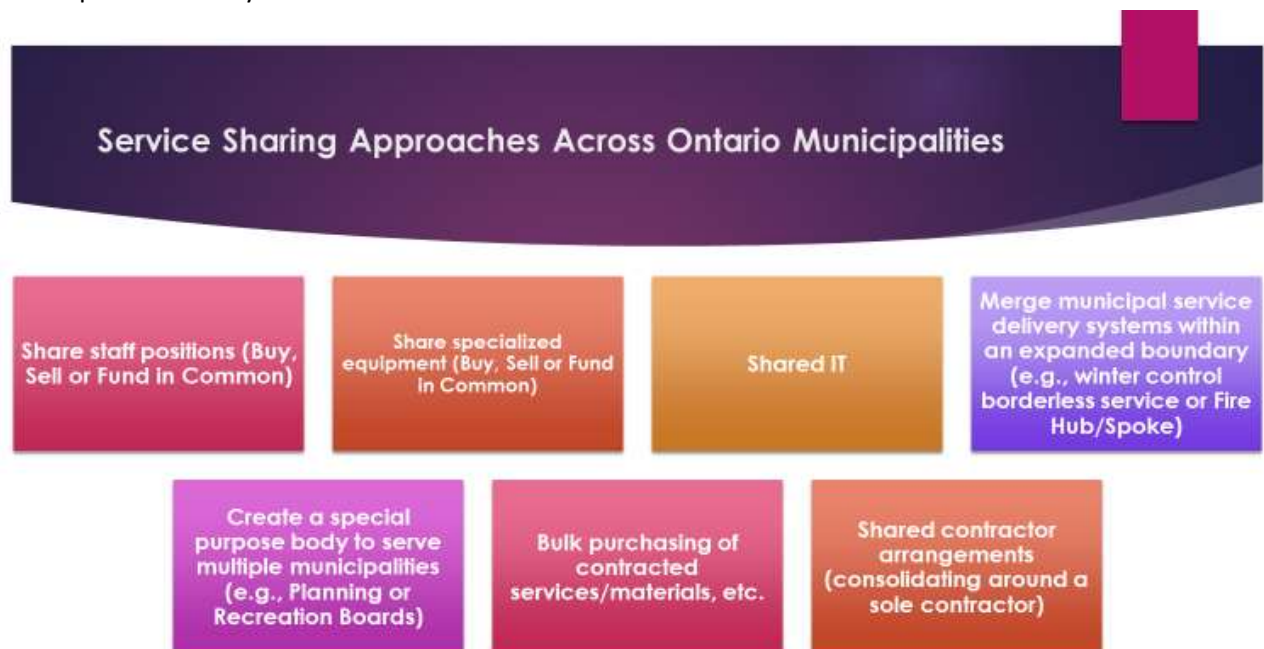 Service Sharing Approaches Across Ontario Municipalities
Share staff positions (Buy,
Sell or Fund in Common)
Share specialized
equipment (Buy, Sell or Fund
in Common)
Shared IT
Merge municipal service
delivery systems within
an expanded boundary
(e.g., winter control
borderless service or Fire
Hub/Spoke)
Create a special
purpose body to serve
multiple municipalities
(e.g., Planning or
Recreation Boards)
Bulk purchasing of
contracted
services/materials, etc.
Shared contractor
arrangements
(consolidating around a
sole contractor)